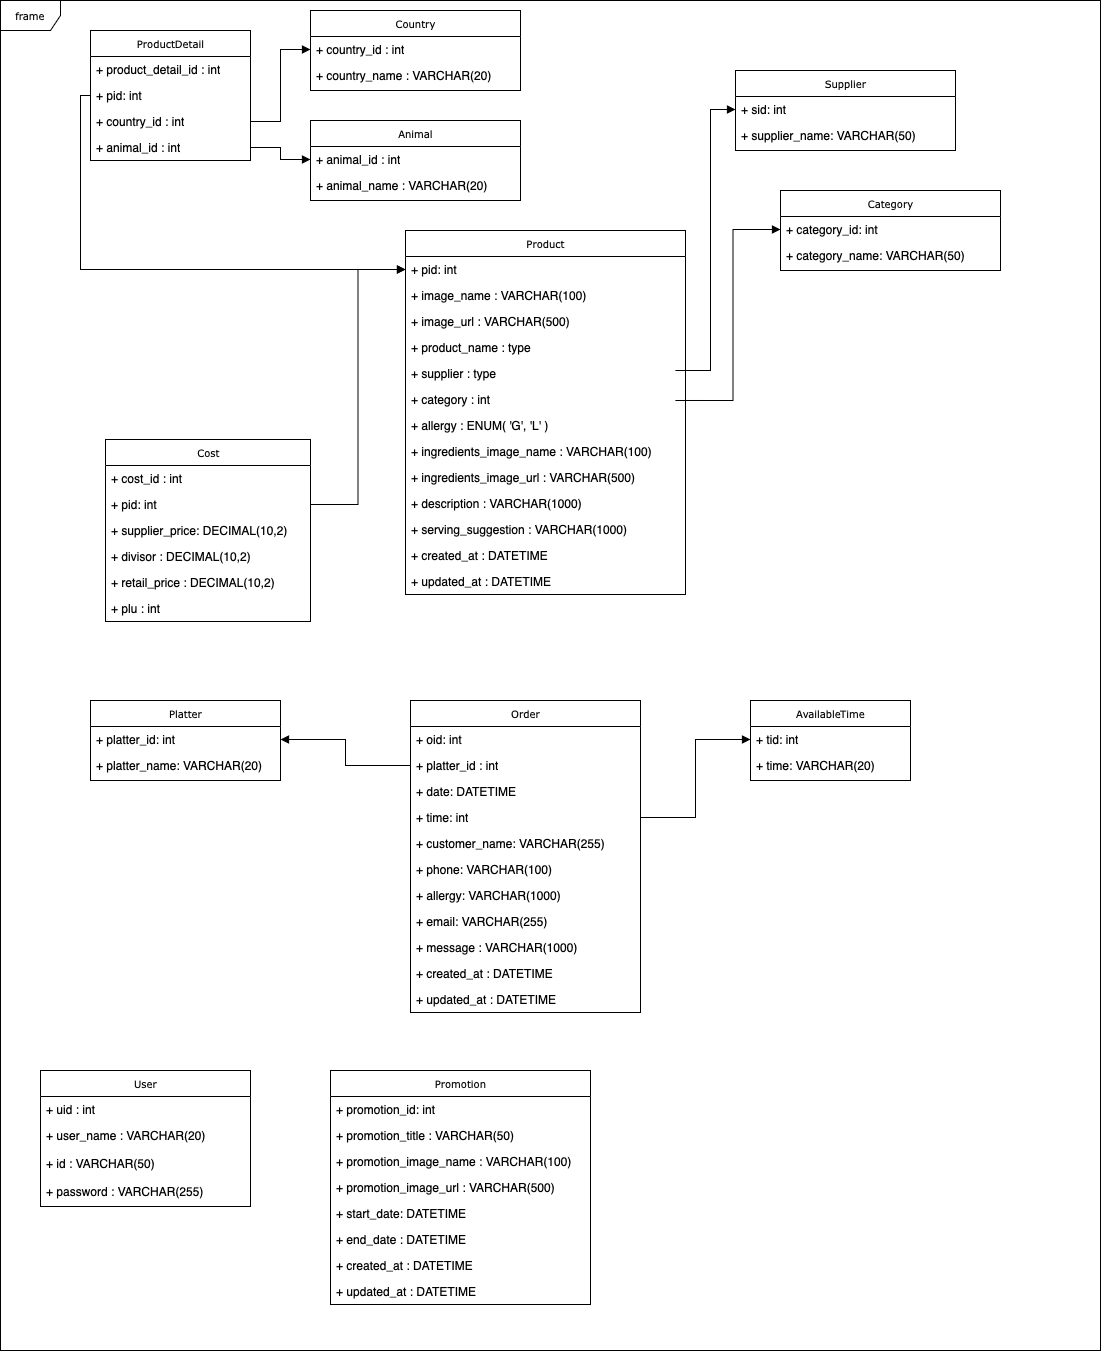 frame
ProductDetail
+ product_detail_id : int
+ pid: int
+ country_id : int
+ animal_id : int
Country
+ country_id : int
+ country_name : VARCHAR(20)
Animal
+ animal_id : int
+ animal_name : VARCHAR(20)
Supplier
+ sid: int
+ supplier_name: VARCHAR(50)
Category
+ category_id: int
+ category_name: VARCHAR(50)
Product
+ pid: int
+ image_name : VARCHAR(100)
+ image_url : VARCHAR(500)
+ product_name : type
+ supplier : type
+ category : int
+ allergy : ENUM( 'G', 'L' )
+ ingredients_image_name : VARCHAR(100)
+ ingredients_image_url : VARCHAR(500)
+ description : VARCHAR(1000)
+ serving_suggestion : VARCHAR(1000)
+ created_at : DATETIME
+ updated_at : DATETIME
Cost
+ cost_id : int
+ pid: int
+ supplier_price: DECIMAL(10,2)
+ divisor : DECIMAL(10,2)
+ retail_price : DECIMAL(10,2)
+ plu : int
Platter
+ platter_id: int
+ platter_name: VARCHAR(20)
Order
+ oid: int
+ platter_id : int
+ date: DATETIME
+ time: int
+ customer_name: VARCHAR(255)
+ phone: VARCHAR(100)
+ allergy: VARCHAR(1000)
+ email: VARCHAR(255)
+ message : VARCHAR(1000)
+ created_at : DATETIME
+ updated_at : DATETIME
AvailableTime
+ tid: int
+ time: VARCHAR(20)
User
+ uid : int
+ user_name : VARCHAR(20)
+ id : VARCHAR(50)
+ password : VARCHAR(255)
Promotion
+ promotion_id: int
+ promotion_title : VARCHAR(50)
+ promotion_image_name : VARCHAR(100)
+ promotion_image_url : VARCHAR(500)
+ start_date: DATETIME
+ end_date : DATETIME
+ created_at : DATETIME
+ updated_at : DATETIME